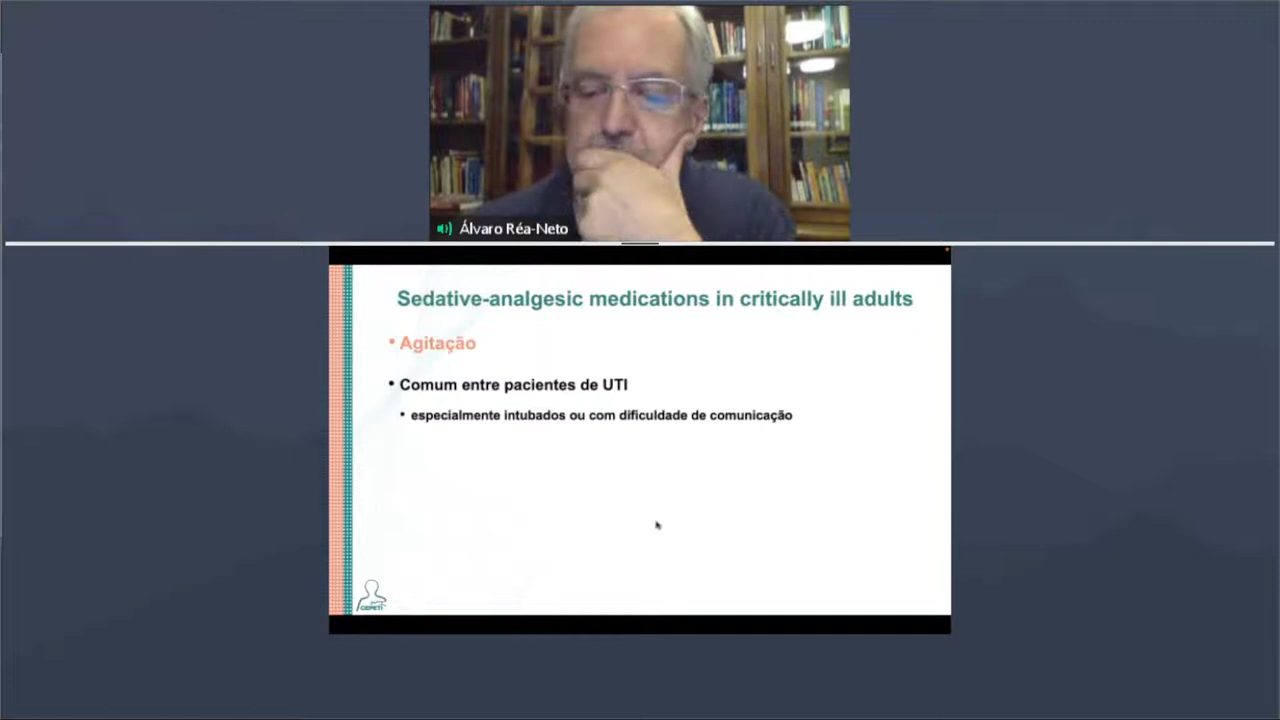 Álvaro Réa-Neto
Sedative-analgesic medications in critically ill adults
• Agitação
• Comum entre pacientes de UTI
• especialmente intubados ou com dificuldade de comunicação
CEPETI